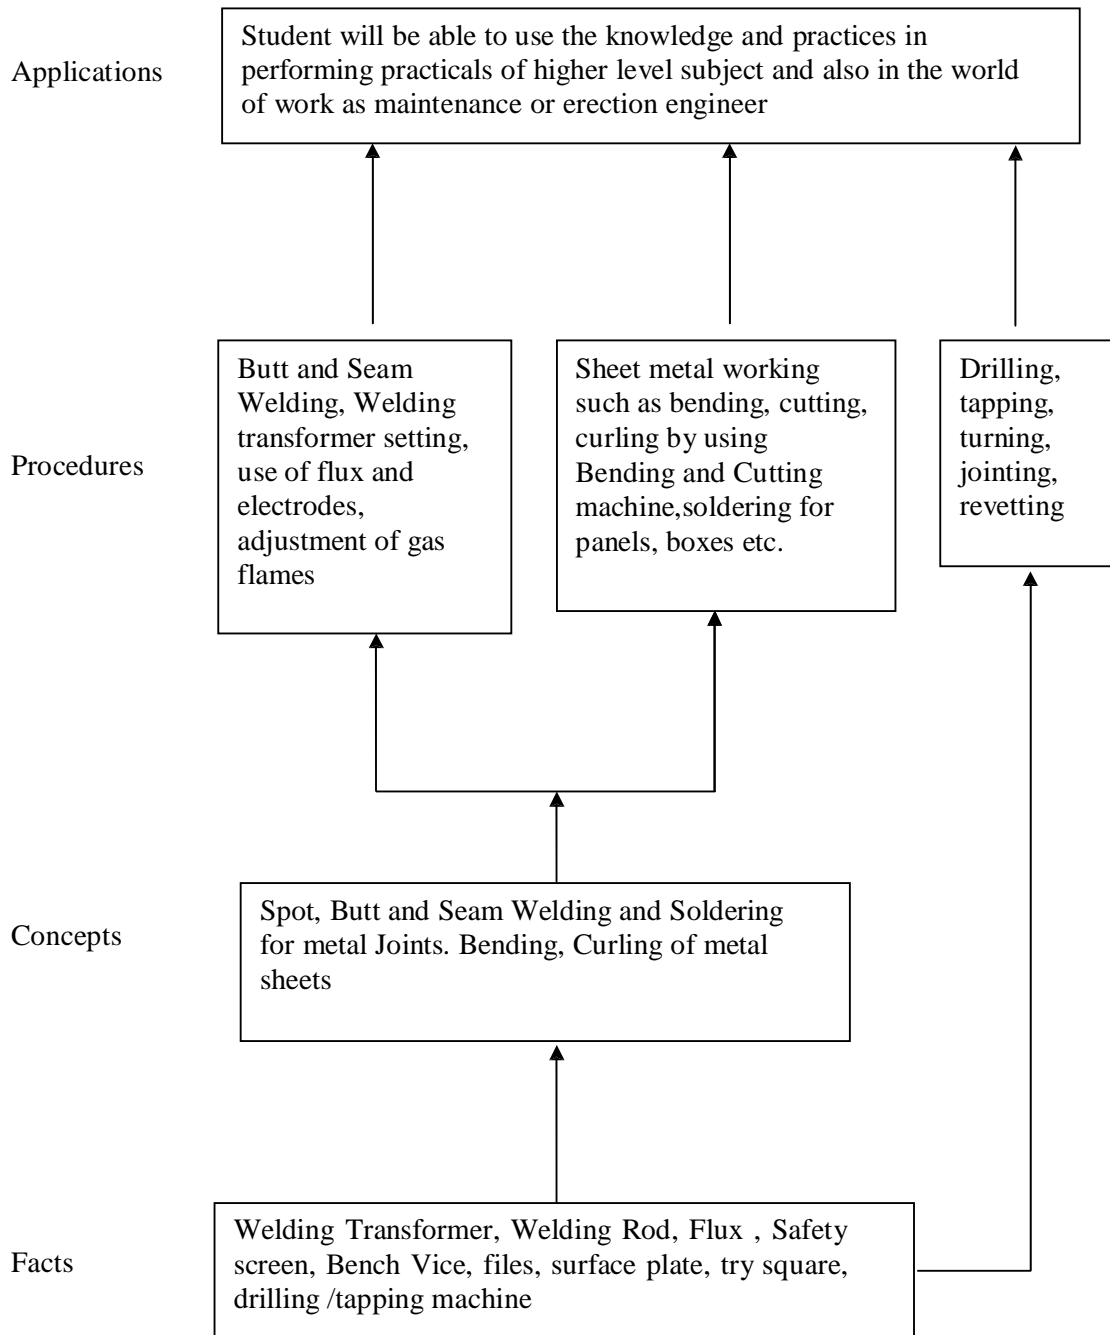 Applications
Student will be able to use the knowledge and practices in
performing practicals of higher level subject and also in the world
of work as maintenance or erection engineer
Procedures
Butt and Seam
Welding, Welding
transformer setting,
use of flux and
electrodes,
adjustment of gas
flames
Sheet metal working
such as bending, cutting,
curling by using
Bending and Cutting
machine,soldering for
panels, boxes etc.
Drilling,
tapping,
turning,
jointing,
revetting
Concepts
Spot, Butt and Seam Welding and Soldering
for metal Joints. Bending, Curling of metal
sheets
Facts
Welding Transformer, Welding Rod, Flux , Safety
screen, Bench Vice, files, surface plate, try square,
drilling /tapping machine